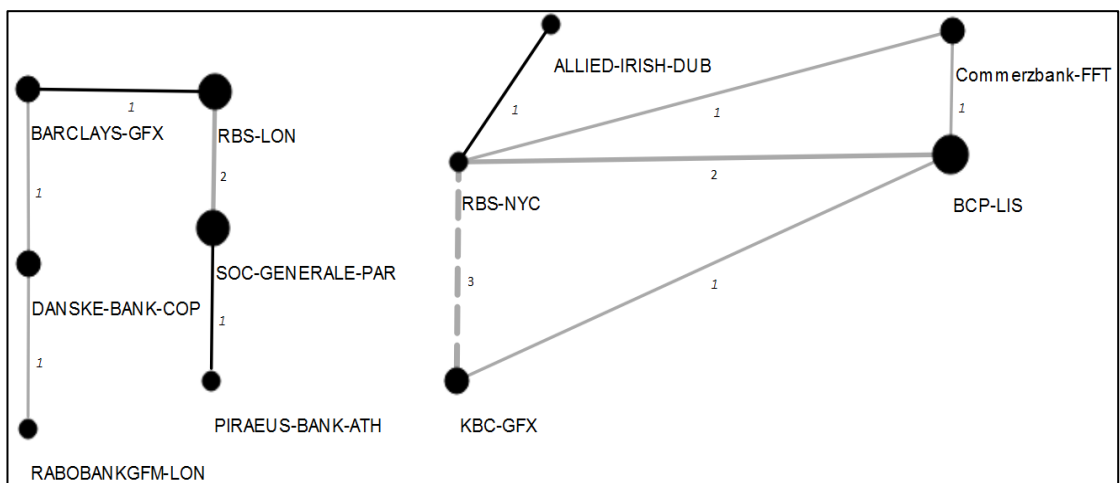 ALLIED-IRISH-DUB
Commerzbank-FFT
1
1
1
1
BARCLAYS-GFX
RBS-LON
1
2
1
2
RBS-NYC
BCP-LIS
SOC-GENERALE-PAR
3
1
DANSKE-BANK-COP
1
1
PIRAEUS-BANK-ATH
KBC-GFX
RABOBANKGFM-LON